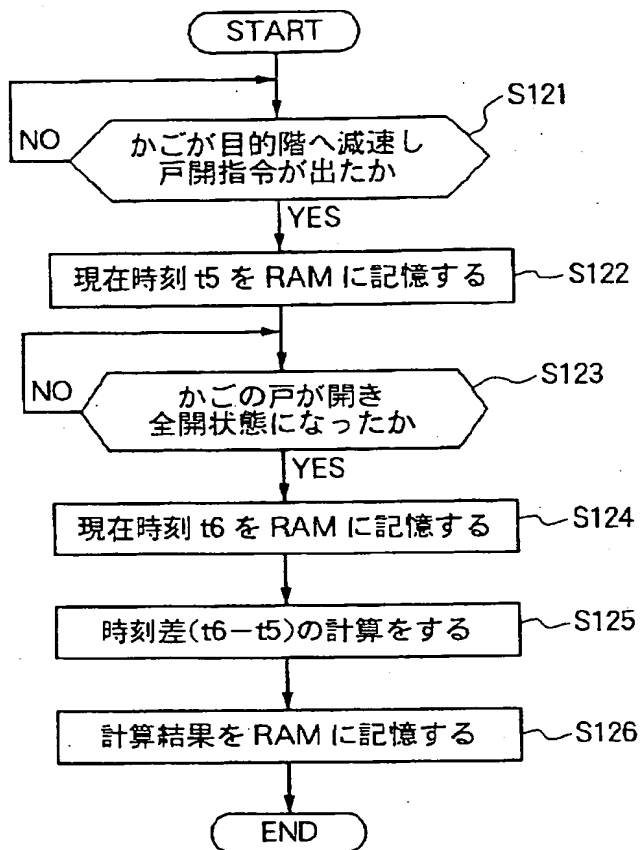 START
S121
NO
かごが目的階へ減速し
戸開指令が出たか
YES
現在時刻 t5 を RAM に記憶する
S122
NO
S123
かごの戸が開き
全開状態になったか
YES
現在時刻 t6 を RAM に記憶する
S124
時刻差(t6−t5)の計算をする
S125
計算結果を RAM に記憶する
S126
END